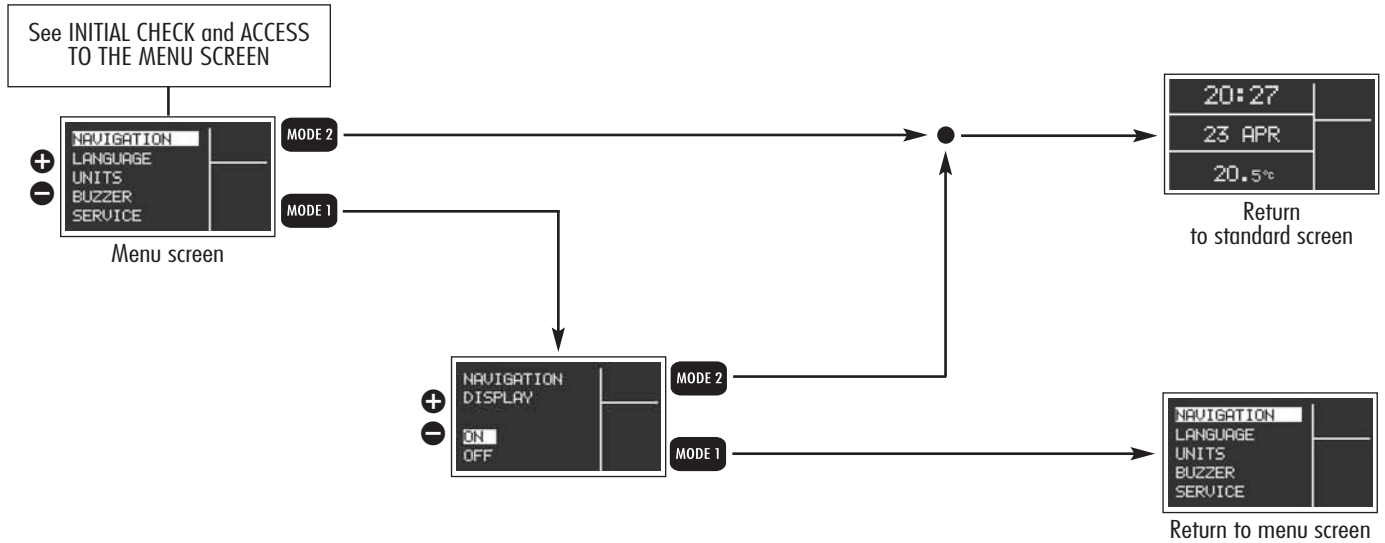 See INITIAL CHECK and ACCESS
TO THE MENU SCREEN
NAVIGATION
LANGUAGE
UNITS
BUZZER
SERVICE
MODE 2
MODE 1
Menu screen
NAVIGATION
DISPLAY
ON
OFF
MODE 2
MODE 1
20:27
23 APR
20.5°c
Return
to standard screen
NAVIGATION
LANGUAGE
UNITS
BUZZER
SERVICE
Return to menu screen